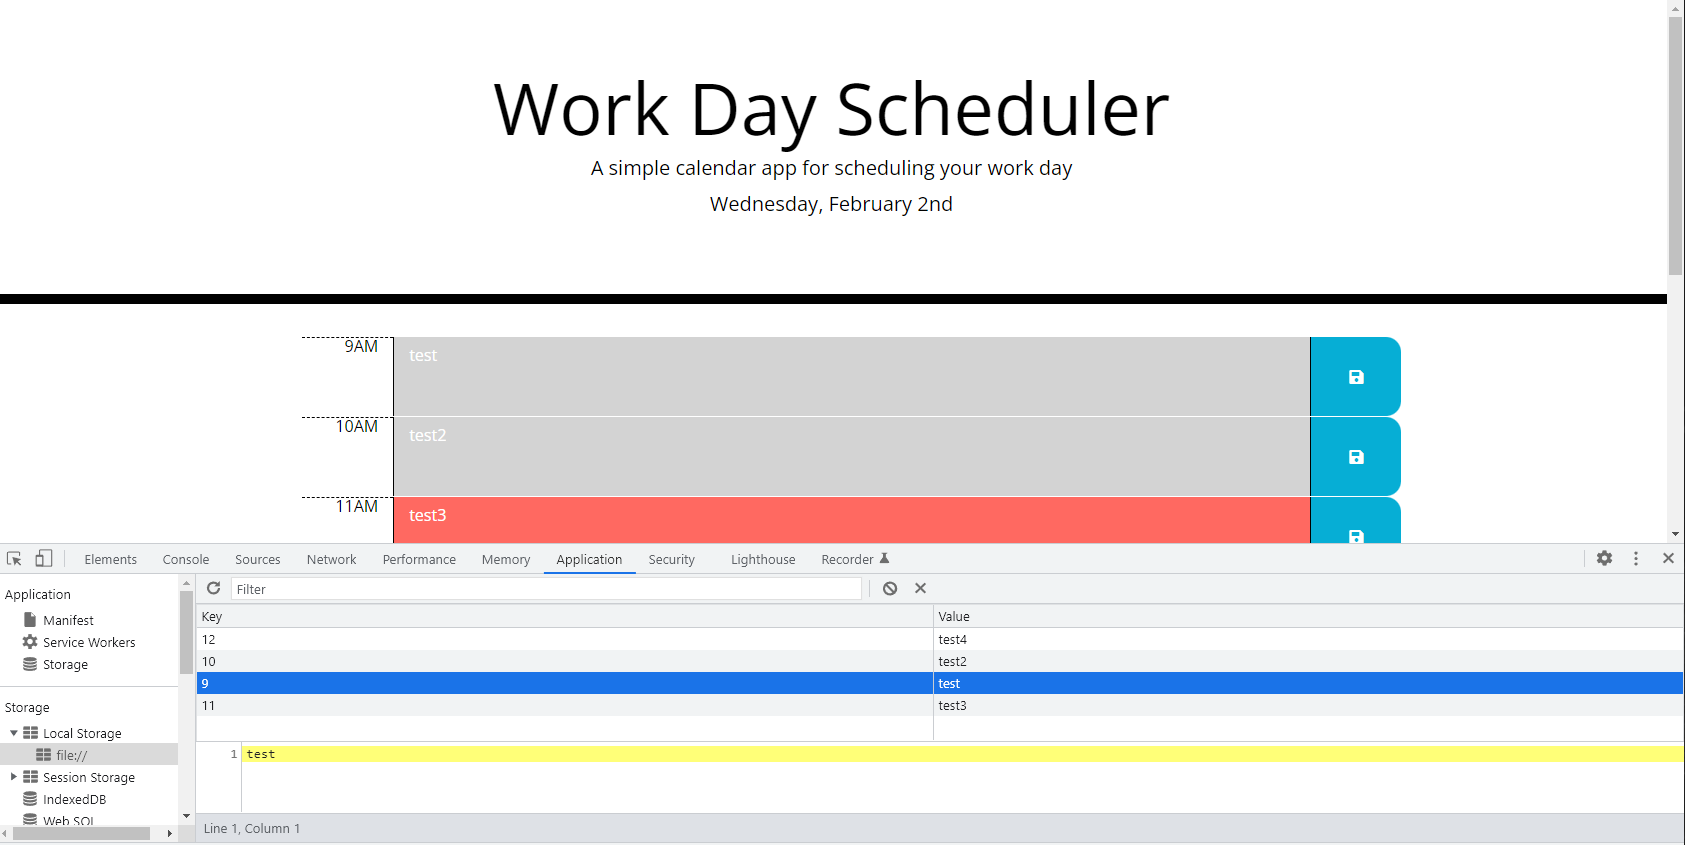 Work Day Scheduler
A simple calendar app for scheduling your work day
Wednesday, February 2nd
9AM test
10AM test2
11AM test3
Elements Console Sources Network Performance Memory Application Security Lighthouse Recorder
Application
Manifest
Service Workers
Storage
Storage
Local Storage
file://
Session Storage
IndexedDB
Web SQL
Filter
Key Value
12 test4
10 test2
9 test
11 test3
1 test
Line 1, Column 1